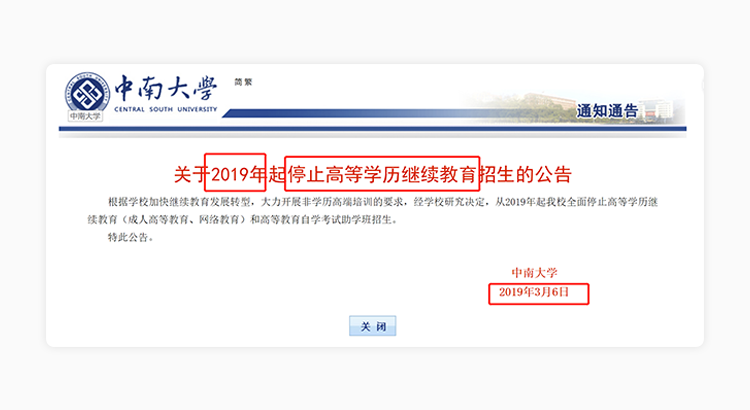 中南大学
CENTRAL SOUTH UNIVERSITY
中南大学
简 繁
通知通告
关于2019年起停止高等学历继续教育招生的公告
根据学校加快继续教育发展转型，大力开展非学历高端培训的要求，经学校研究决定，从2019年起我校全面停止高等学历继
续教育（成人高等教育、网络教育）和高等教育自学考试助学班招生。
特此公告。
中南大学
2019年3月6日
关 闭